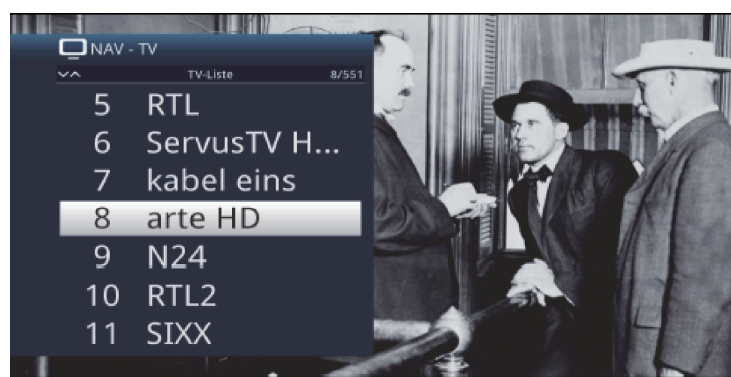 NAV - TV
TV-Liste 8/551
5 RTL
6 ServusTV H...
7 kabel eins
8 arte HD
9 N24
10 RTL2
11 SIXX